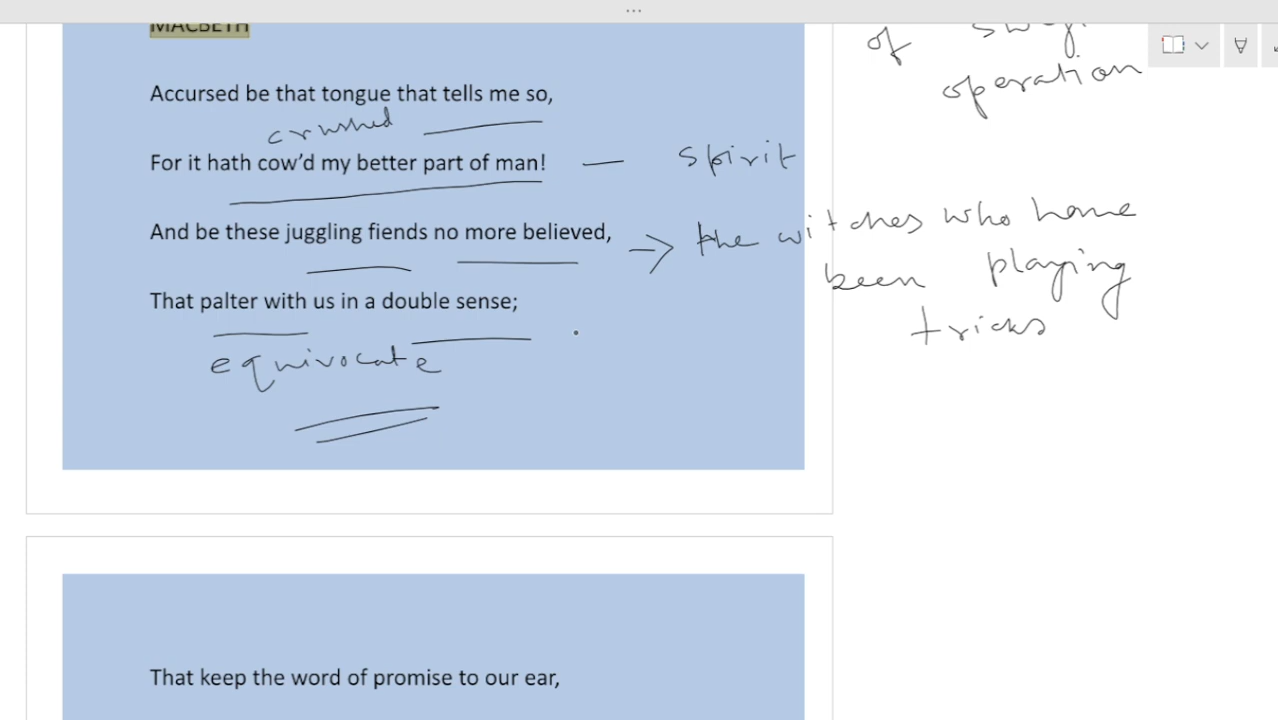 MACBETH
of swift
operation
Accursed be that tongue that tells me so,
crushed
For it hath cow'd my better part of man! — spirit
And be these juggling fiends no more believed, → the witches who have
been playing
tricks
That palter with us in a double sense;
equivocate
That keep the word of promise to our ear,